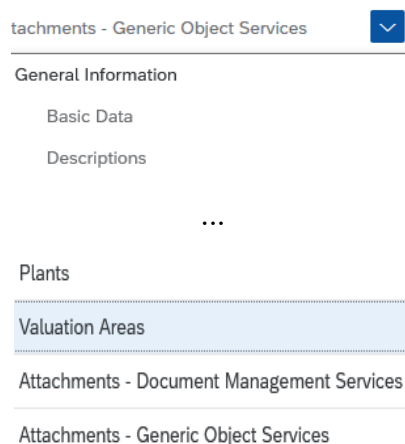 tachments - Generic Object Services
General Information
Basic Data
Descriptions
...
Plants
Valuation Areas
Attachments - Document Management Services
Attachments - Generic Object Services